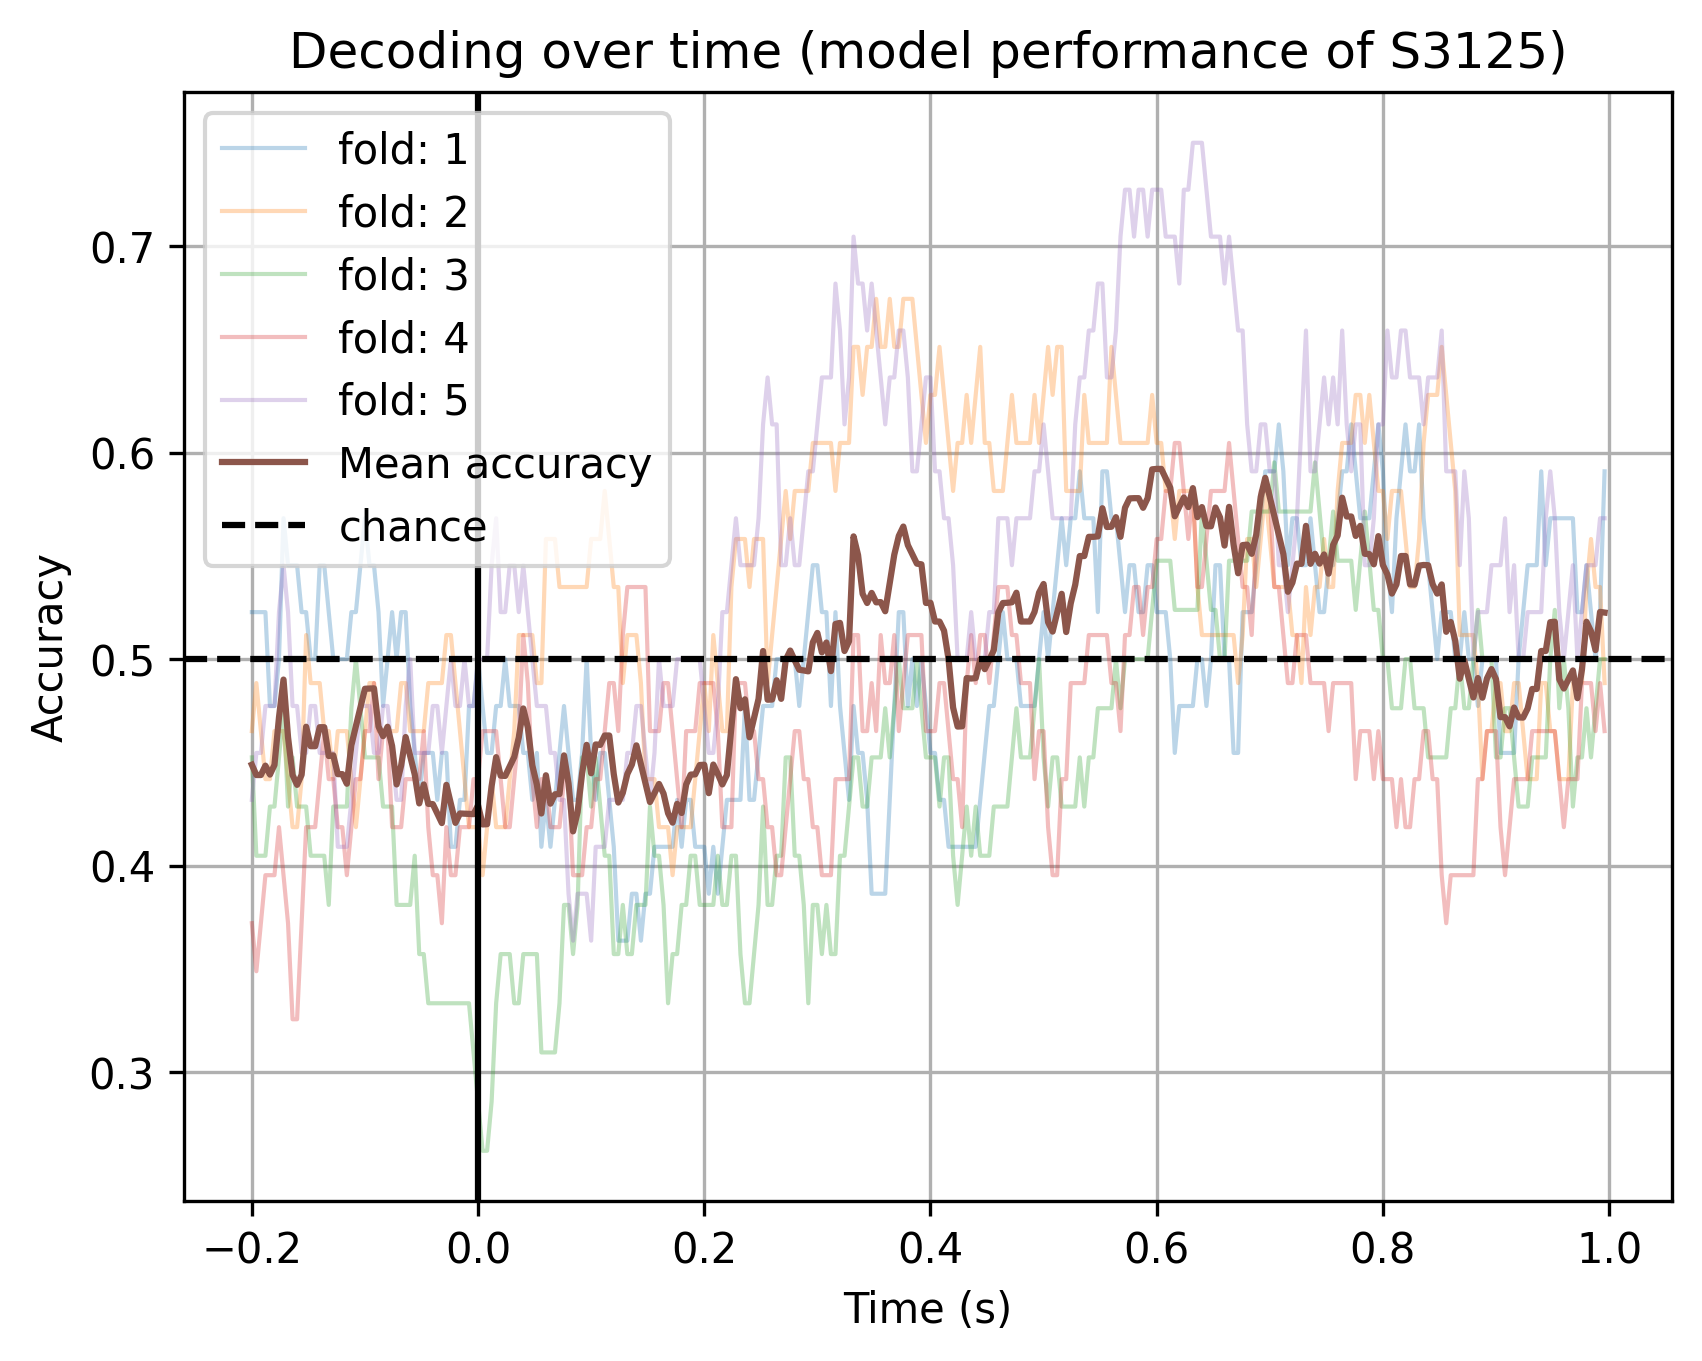 Decoding over time (model performance of S3125)
fold: 1
fold: 2
fold: 3
fold: 4
fold: 5
Mean accuracy
chance
Accuracy
0.7
0.6
0.5
0.4
0.3
−0.2 0.0 0.2 0.4 0.6 0.8 1.0
Time (s)